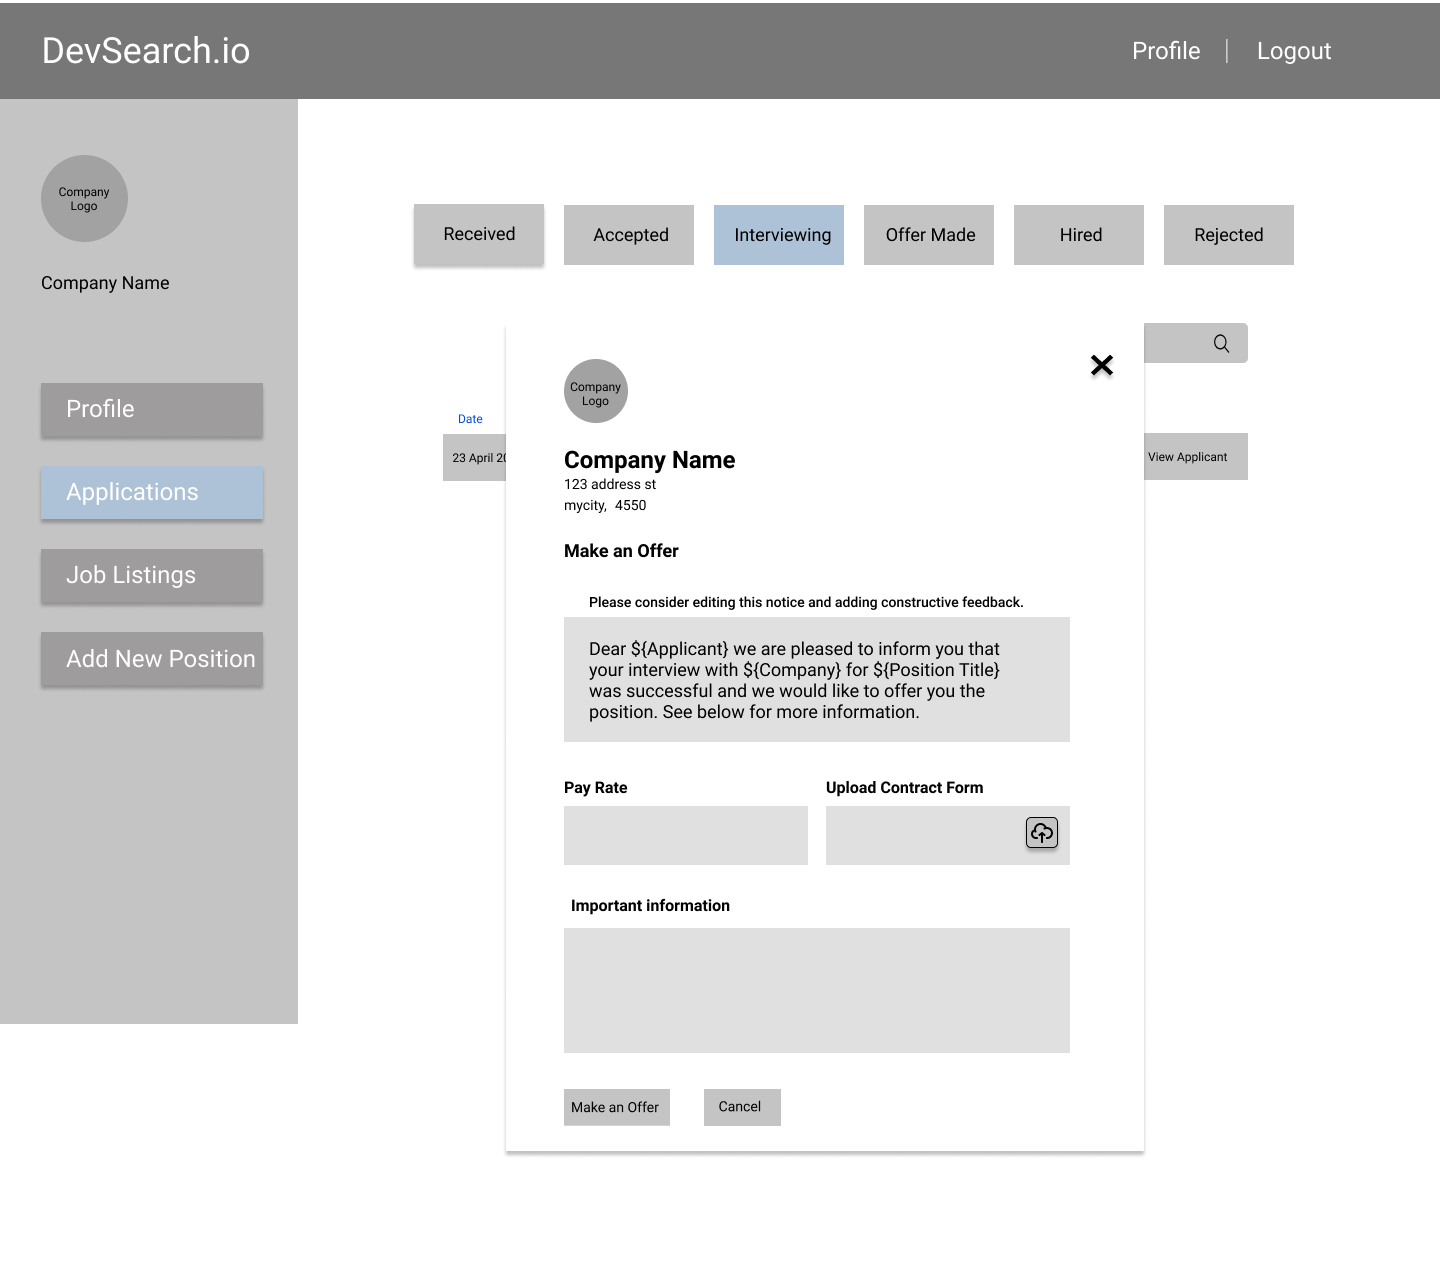 DevSearch.io
Profile
Logout
Company
Logo
Company Name
Profile
Applications
Job Listings
Add New Position
Received
Accepted
Interviewing
Offer Made
Hired
Rejected
Date
23 April 20
View Applicant
Company
Logo
Company Name
123 address st
mycity, 4550
Make an Offer
Please consider editing this notice and adding constructive feedback.
Dear ${Applicant} we are pleased to inform you that
your interview with ${Company} for ${Position Title}
was successful and we would like to offer you the
position. See below for more information.
Pay Rate
Upload Contract Form
Important information
Make an Offer
Cancel